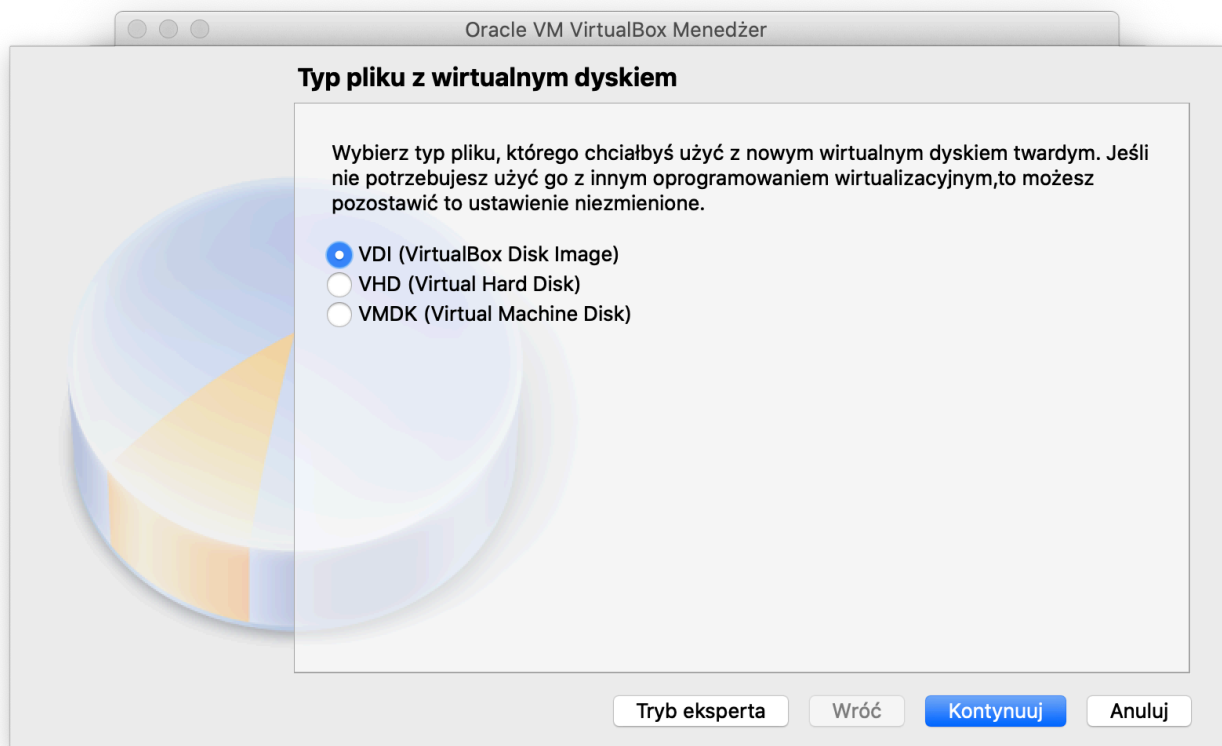 Oracle VM VirtualBox Menedżer
Typ pliku z wirtualnym dyskiem
Wybierz typ pliku, którego chciałbyś użyć z nowym wirtualnym dyskiem twardym. Jeśli
nie potrzebujesz użyć go z innym oprogramowaniem wirtualizacyjnym,to możesz
pozostawić to ustawienie niezmienione.
VDI (VirtualBox Disk Image)
VHD (Virtual Hard Disk)
VMDK (Virtual Machine Disk)
Tryb eksperta Wróć Kontynuuj Anuluj